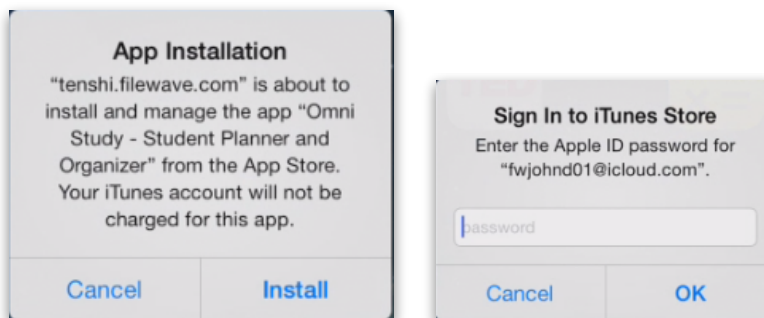 App Installation
“tenshi.filewave.com” is about to
install and manage the app “Omni
Study - Student Planner and
Organizer” from the App Store.
Your iTunes account will not be
charged for this app.
Cancel
Install
Sign In to iTunes Store
Enter the Apple ID password for
“fwjohnd01@icloud.com”.
password
Cancel
OK